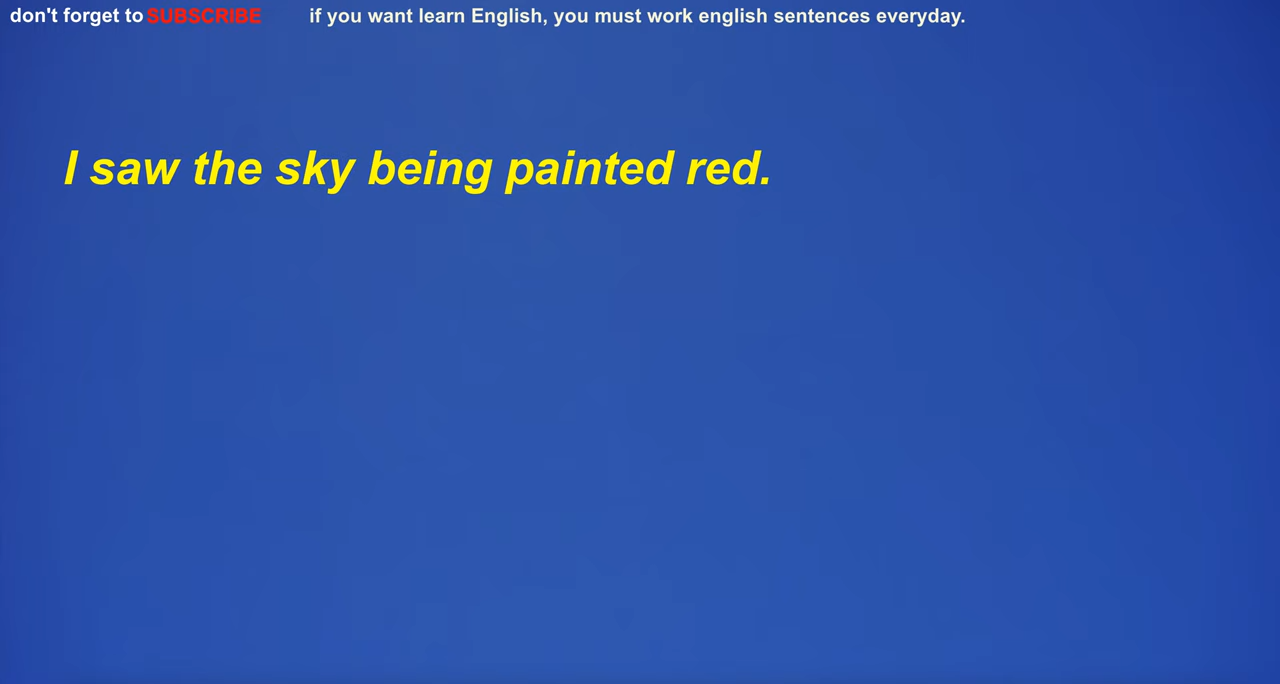 don't forget to SUBSCRIBE if you want learn English, you must work english sentences everyday.
I saw the sky being painted red.